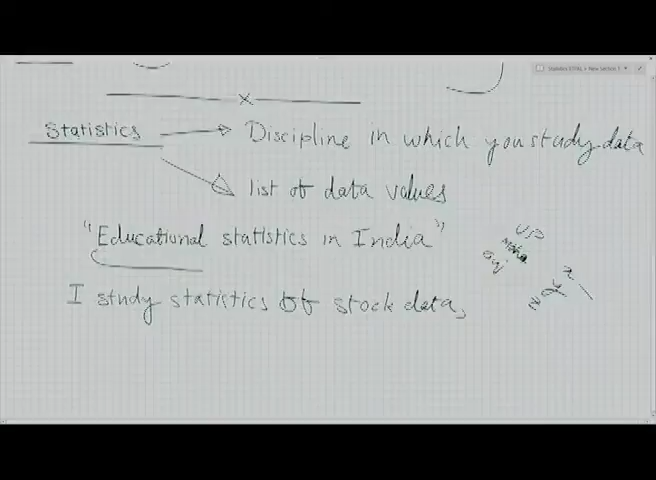 Statistics → Discipline in which you study data
list of data values
"Educational statistics in India"
I study statistics of stock data,